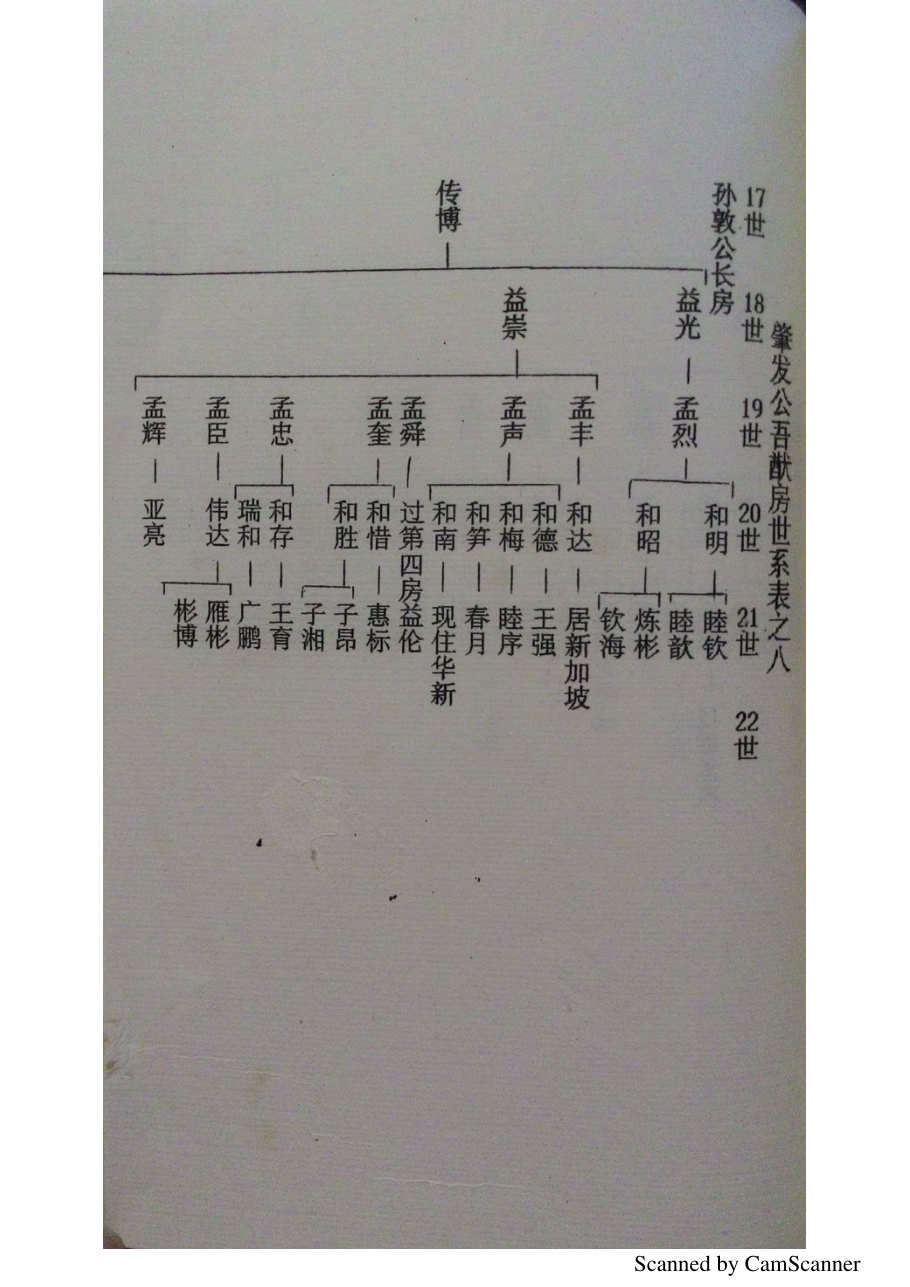 肇发公吾猷房世系表之八
17世
18世
19世
20世
21世
22世
孙敦公长房
传博
益光
益崇
孟烈
孟丰
孟声
孟舜
孟奎
孟忠
孟臣
孟辉
和明
和昭
和达
和德
和梅
和笋
和南
过第四房益伦
和惜
和胜
和存
瑞和
伟达
亚亮
睦钦
睦歆
炼彬
钦海
居新加坡
王强
睦序
春月
现住华新
惠标
子昂
子湘
王育
广鹏
雁彬
彬博
Scanned by CamScanner